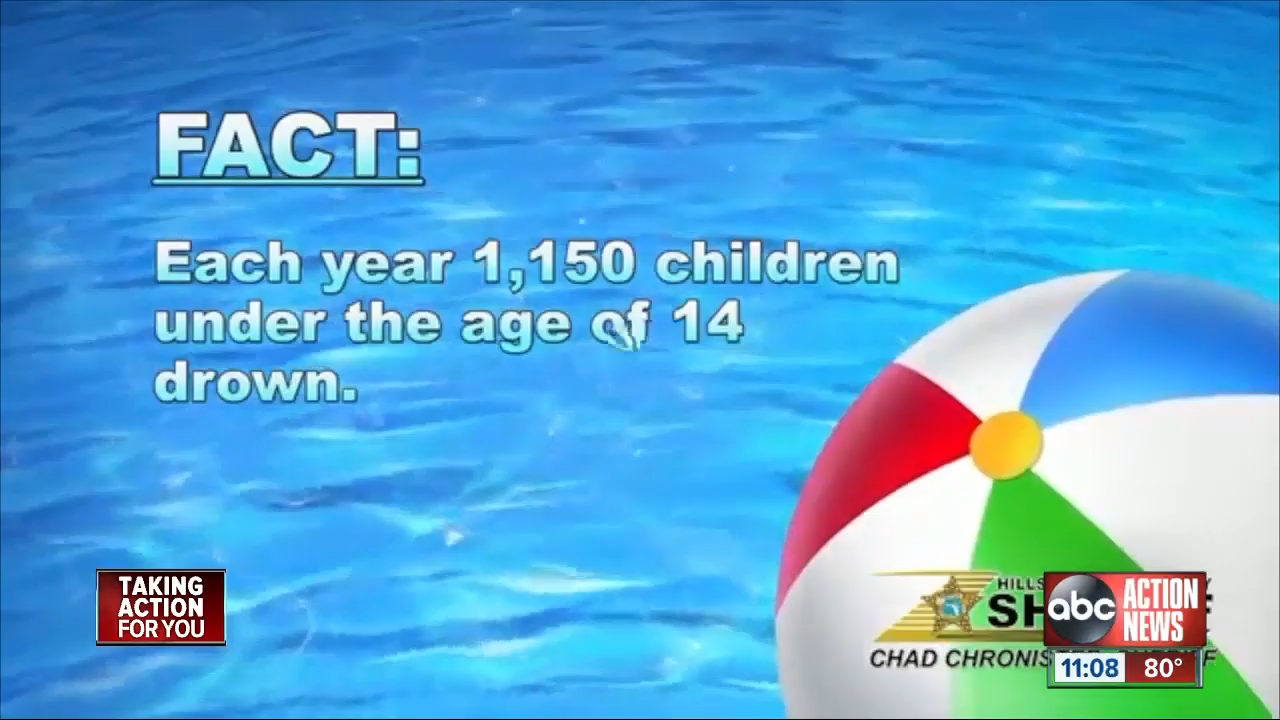 FACT:
Each year 1,150 children
under the age of 14
drown.
TAKING
ACTION
FOR YOU
abc
ACTION
NEWS
CHAD
11:08 80°